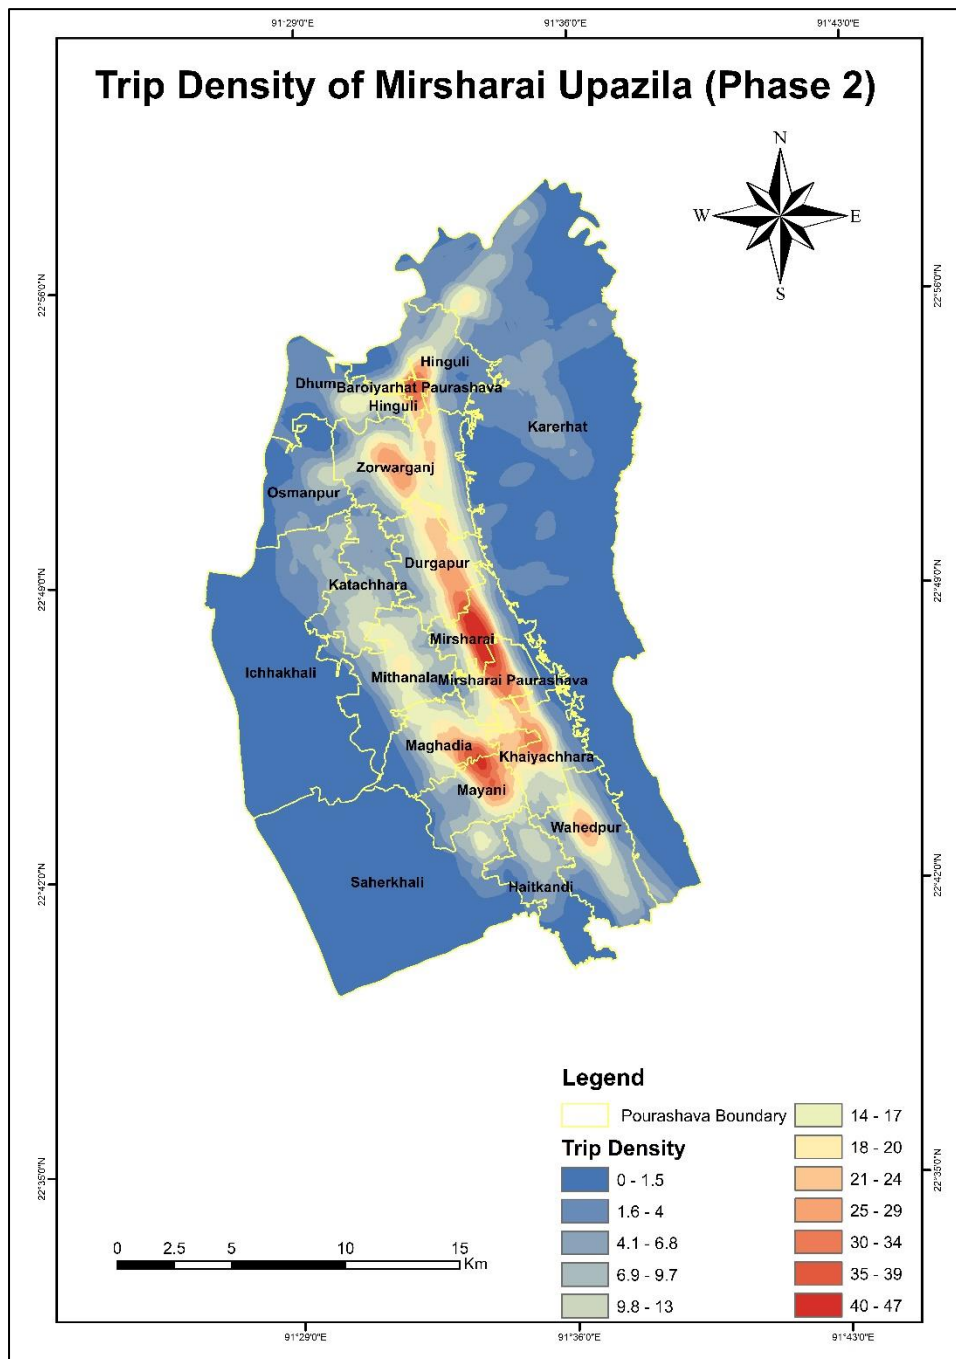 91°29'0"E 91°36'0"E 91°43'0"E
Trip Density of Mirsharai Upazila (Phase 2)
N
W E
S
22°56'0"N 22°56'0"N
Hinguli
Dhum Baroiyarhat Paurashava
Hinguli
Karerhat
Zorwarganj
Osmanpur
Durgapur
22°49'0"N 22°49'0"N
Katachhara
Mirsharai
Ichhakhali
Mithanala Mirsharai Paurashava
Maghadia
Khaiyachhara
Mayani
Wahedpur
22°42'0"N 22°42'0"N
Saherkhali
Haitkandi
Legend
Pourashava Boundary
Trip Density
0 - 1.5
1.6 - 4
4.1 - 6.8
6.9 - 9.7
9.8 - 13
14 - 17
18 - 20
21 - 24
25 - 29
30 - 34
35 - 39
40 - 47
22°35'0"N 22°35'0"N
0 2.5 5 10 15
Km
91°29'0"E 91°36'0"E 91°43'0"E